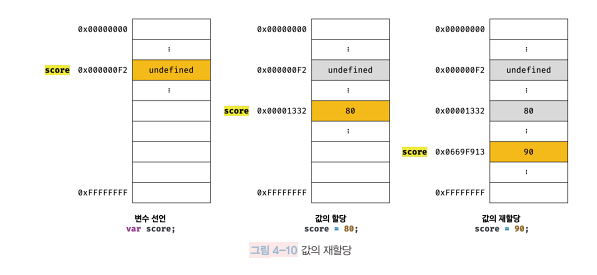 0x00000000
⋮
score 0x000000F2 undefined
⋮
0xFFFFFFFF
변수 선언
var score;
0x00000000
⋮
0x000000F2 undefined
⋮
score 0x00001332 80
⋮
0xFFFFFFFF
값의 할당
score = 80;
0x00000000
⋮
0x000000F2 undefined
⋮
0x00001332 80
⋮
score 0x0669F913 90
⋮
0xFFFFFFFF
값의 재할당
score = 90;
그림 4-10 값의 재할당